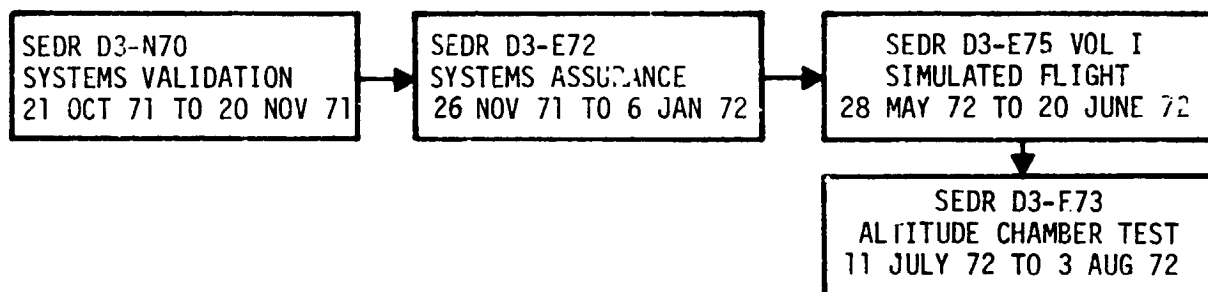 SEDR D3-N70
SYSTEMS VALIDATION
21 OCT 71 TO 20 NOV 71
SEDR D3-E72
SYSTEMS ASSURANCE
26 NOV 71 TO 6 JAN 72
SEDR D3-E75 VOL I
SIMULATED FLIGHT
28 MAY 72 TO 20 JUNE 72
SEDR D3-E73
ALTITUDE CHAMBER TEST
11 JULY 72 TO 3 AUG 72